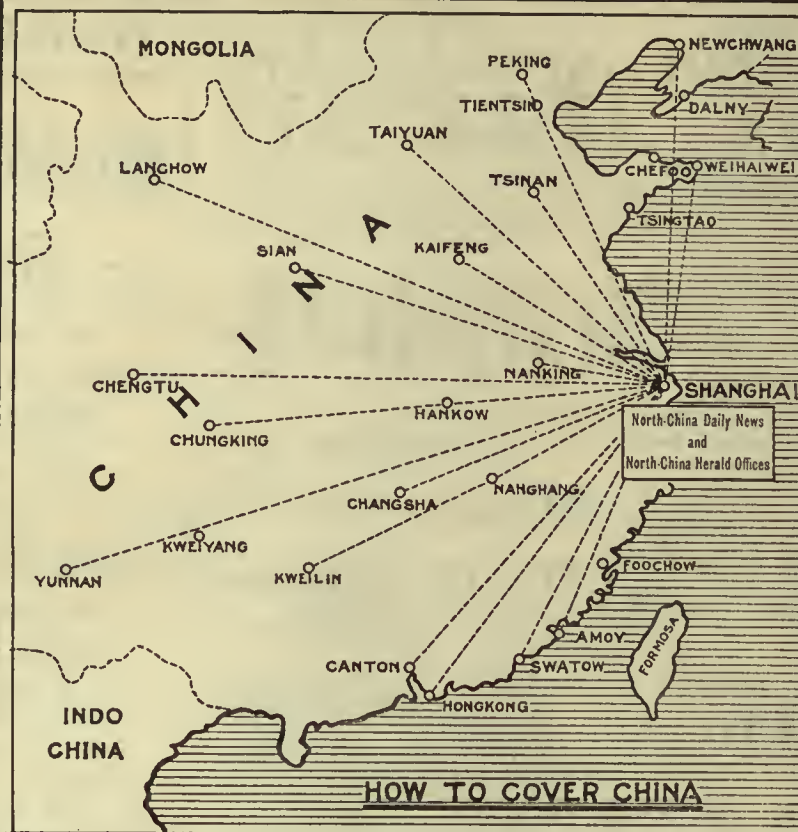 MONGOLIA
PEKING
NEWCHWANG
TIENTSIN
DALNY
TAIYUAN
LANCHOW
TSINAN
CHEFOO
WEIHAIWEI
TSINGTAO
SIAN
KAIFENG
CHINA
NANKING
CHENGTU
SHANGHAI
HANKOW
CHUNGKING
North-China Daily News
and
North-China Herald Offices
CHANGSHA
NANGHANG
KWEIYANG
YUNNAN
KWEILIN
FOOCHOW
AMOY
FORMOSA
CANTON
SWATOW
HONGKONG
INDO
CHINA
HOW TO COVER CHINA